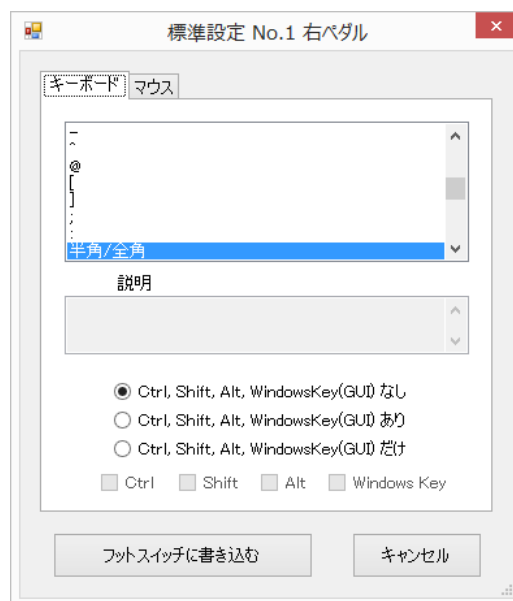 標準設定 No.1 右ペダル
キーボード マウス
-
^
@
[
]
;
:
半角/全角
説明
Ctrl, Shift, Alt, WindowsKey(GUI) なし
Ctrl, Shift, Alt, WindowsKey(GUI) あり
Ctrl, Shift, Alt, WindowsKey(GUI) だけ
Ctrl Shift Alt Windows Key
フットスイッチに書き込む キャンセル